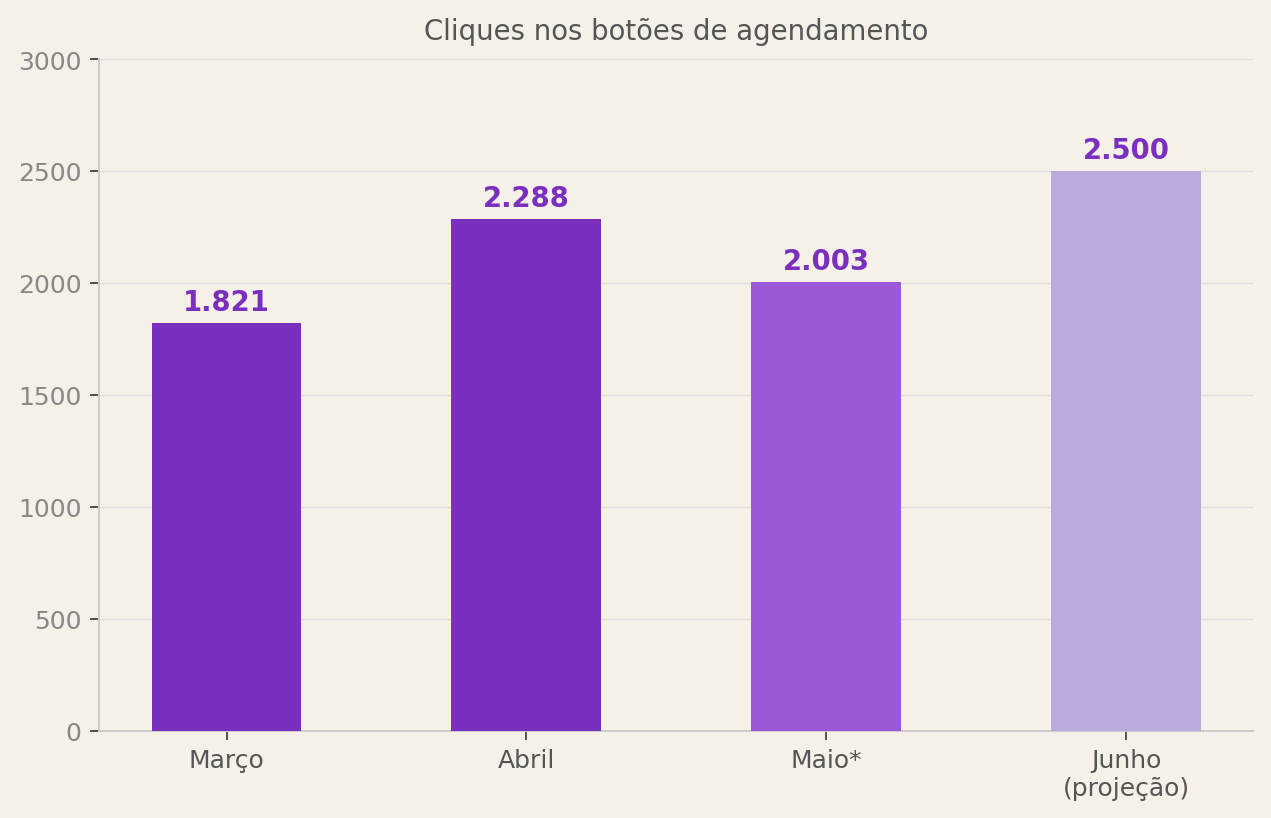 Cliques nos botões de agendamento
3000
2500
2000
1500
1000
500
0
1.821
2.288
2.003
2.500
Março
Abril
Maio*
Junho
(projeção)